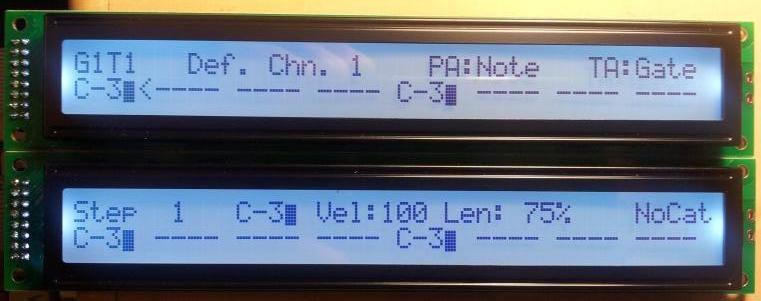 G1T1 Def. Chn. 1 PA:Note TA:Gate
C-3█<---- ---- ---- C-3█ ---- ---- ----
Step 1 C-3█ Vel:100 Len: 75% NoCat
C-3█ ---- ---- ---- C-3█ ---- ---- ----